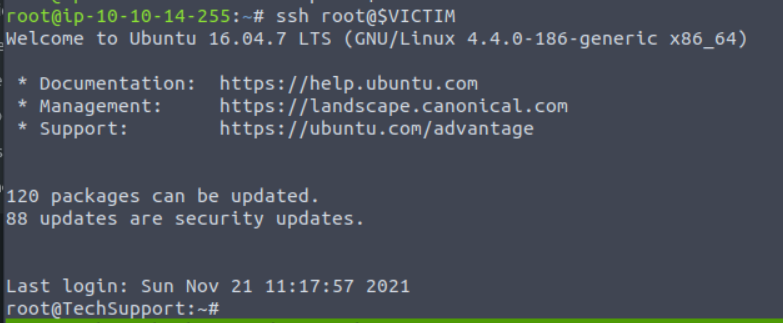 root@ip-10-10-14-255:~# ssh root@$VICTIM
Welcome to Ubuntu 16.04.7 LTS (GNU/Linux 4.4.0-186-generic x86_64)
* Documentation:  https://help.ubuntu.com
* Management:     https://landscape.canonical.com
* Support:        https://ubuntu.com/advantage
120 packages can be updated.
88 updates are security updates.
Last login: Sun Nov 21 11:17:57 2021
root@TechSupport:~#